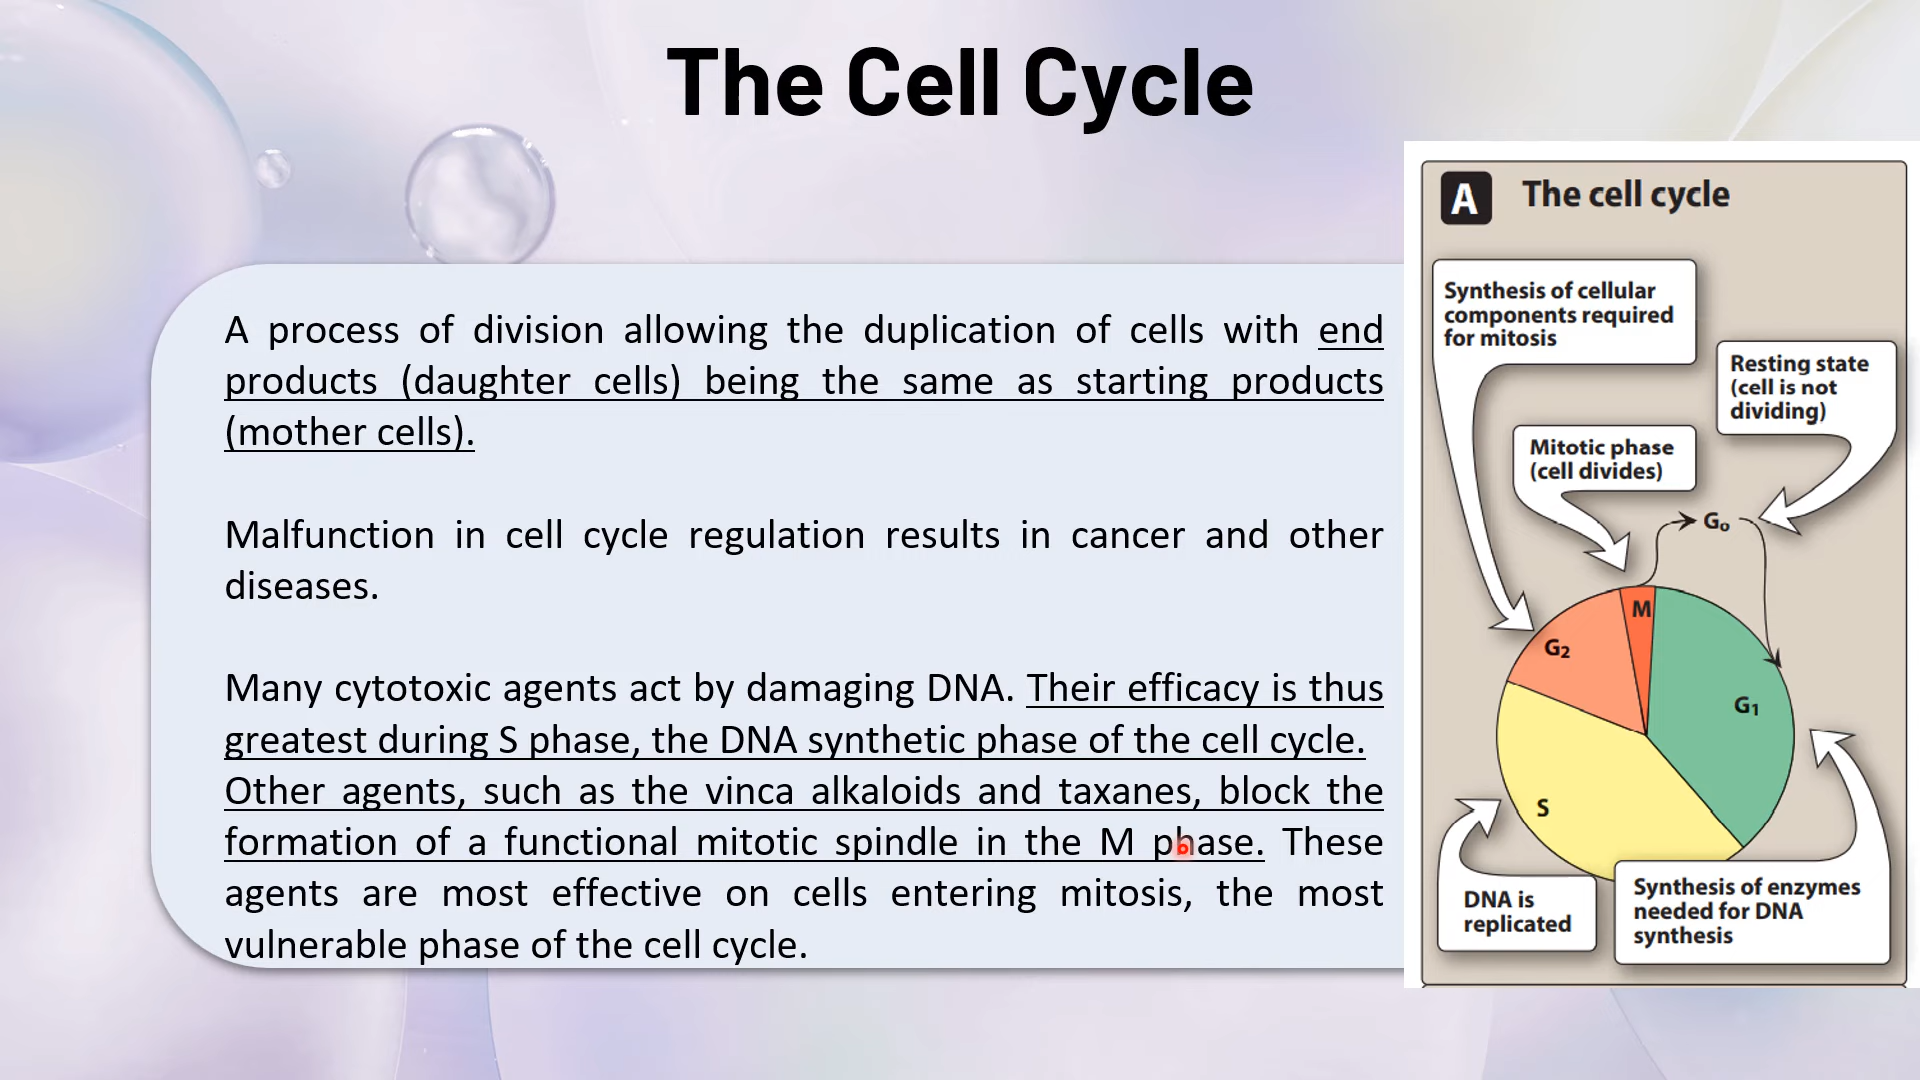 The Cell Cycle
A process of division allowing the duplication of cells with end
products (daughter cells) being the same as starting products
(mother cells).
Malfunction in cell cycle regulation results in cancer and other
diseases.
Many cytotoxic agents act by damaging DNA. Their efficacy is thus
greatest during S phase, the DNA synthetic phase of the cell cycle.
Other agents, such as the vinca alkaloids and taxanes, block the
formation of a functional mitotic spindle in the M phase. These
agents are most effective on cells entering mitosis, the most
vulnerable phase of the cell cycle.
A The cell cycle
Synthesis of cellular
components required
for mitosis
Resting state
(cell is not
dividing)
Mitotic phase
(cell divides)
G₀
M
G₂
G₁
S
DNA is
replicated
Synthesis of enzymes
needed for DNA
synthesis